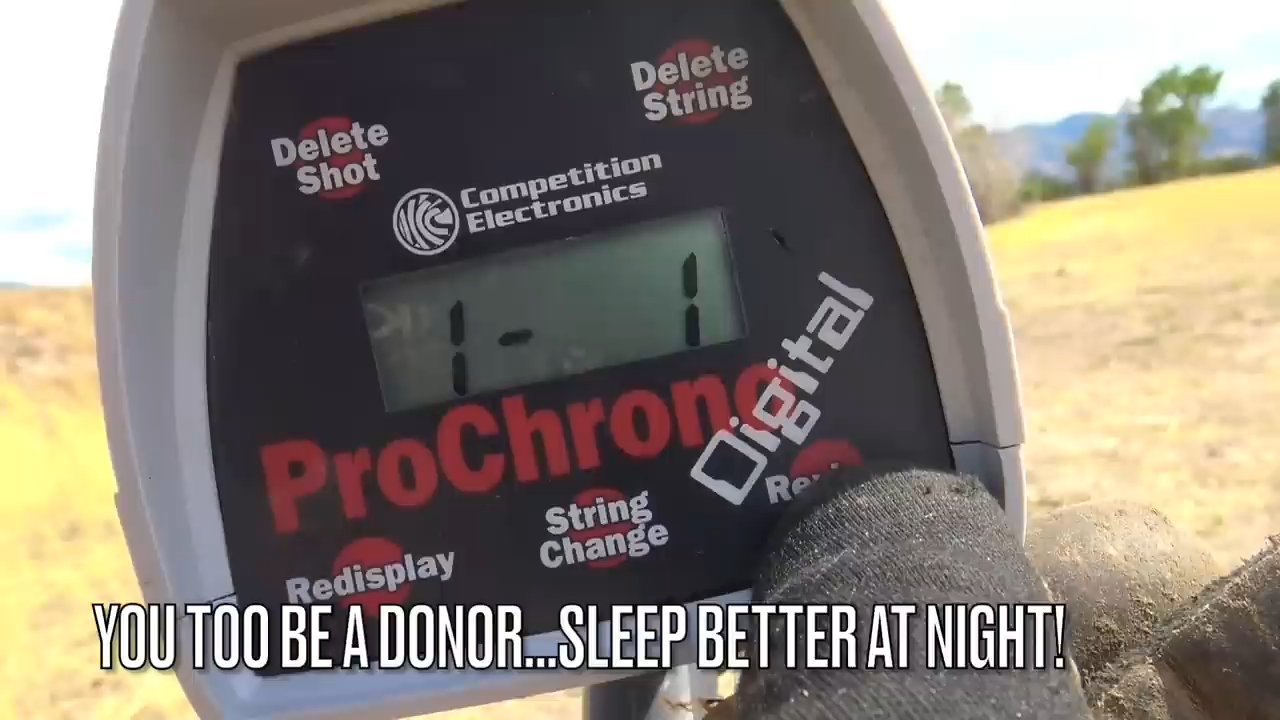 Delete
String
Delete
Shot
Competition
Electronics
1- 1
ProChrono
Digital
String
Change
Redisplay
YOU TOO BE A DONOR...SLEEP BETTER AT NIGHT!